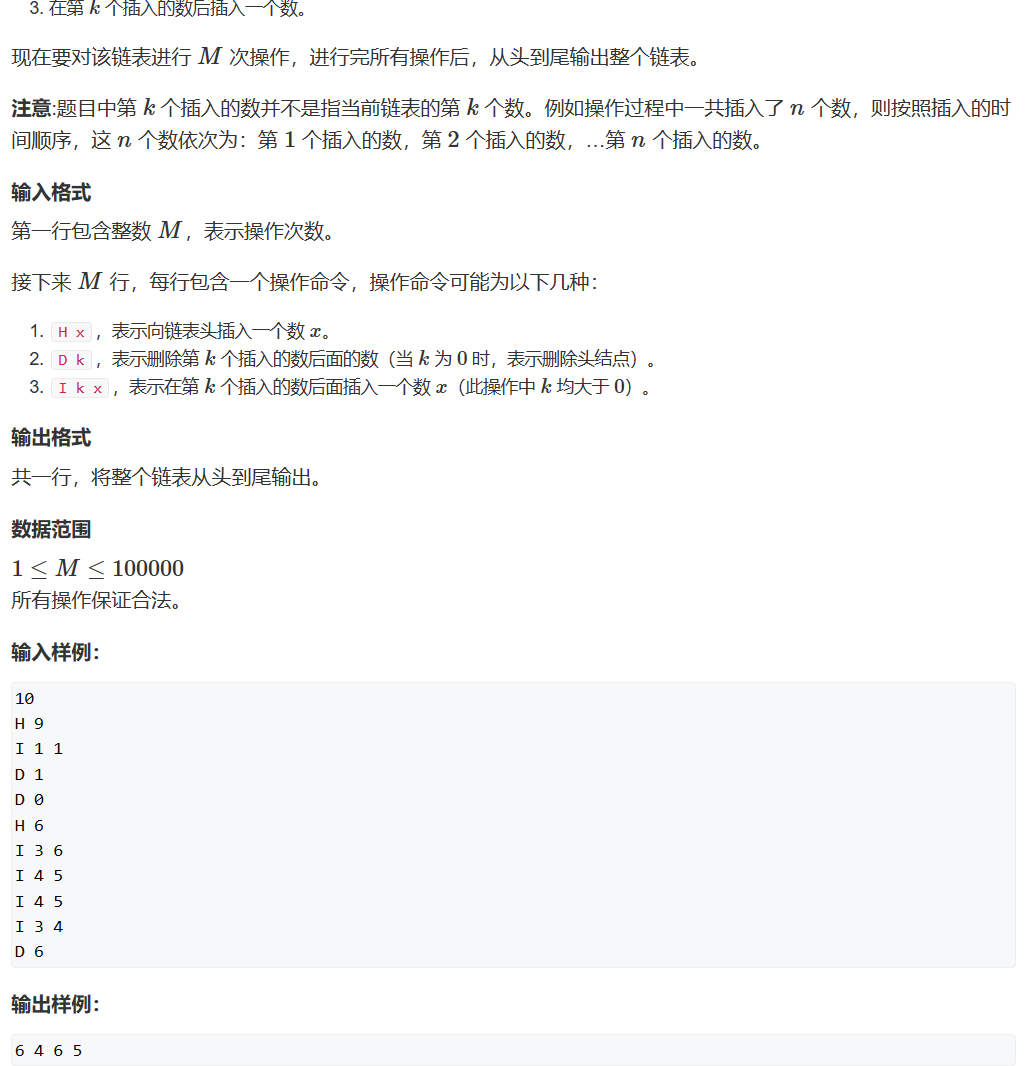 3. 在第 k 个插入的数后插入一个数。
现在要对该链表进行 M 次操作，进行完所有操作后，从头到尾输出整个链表。
注意:题目中第 k 个插入的数并不是指当前链表的第 k 个数。例如操作过程中一共插入了 n 个数，则按照插入的时
间顺序，这 n 个数依次为：第 1 个插入的数，第 2 个插入的数，…第 n 个插入的数。
输入格式
第一行包含整数 M，表示操作次数。
接下来 M 行，每行包含一个操作命令，操作命令可能为以下几种：
1. H x，表示向链表头插入一个数 x。
2. D k，表示删除第 k 个插入的数后面的数（当 k 为 0 时，表示删除头结点）。
3. I k x，表示在第 k 个插入的数后面插入一个数 x（此操作中 k 均大于 0）。
输出格式
共一行，将整个链表从头到尾输出。
数据范围
1 ≤ M ≤ 100000
所有操作保证合法。
输入样例：
10
H 9
I 1 1
D 1
D 0
H 6
I 3 6
I 4 5
I 4 5
I 3 4
D 6
输出样例：
6 4 6 5